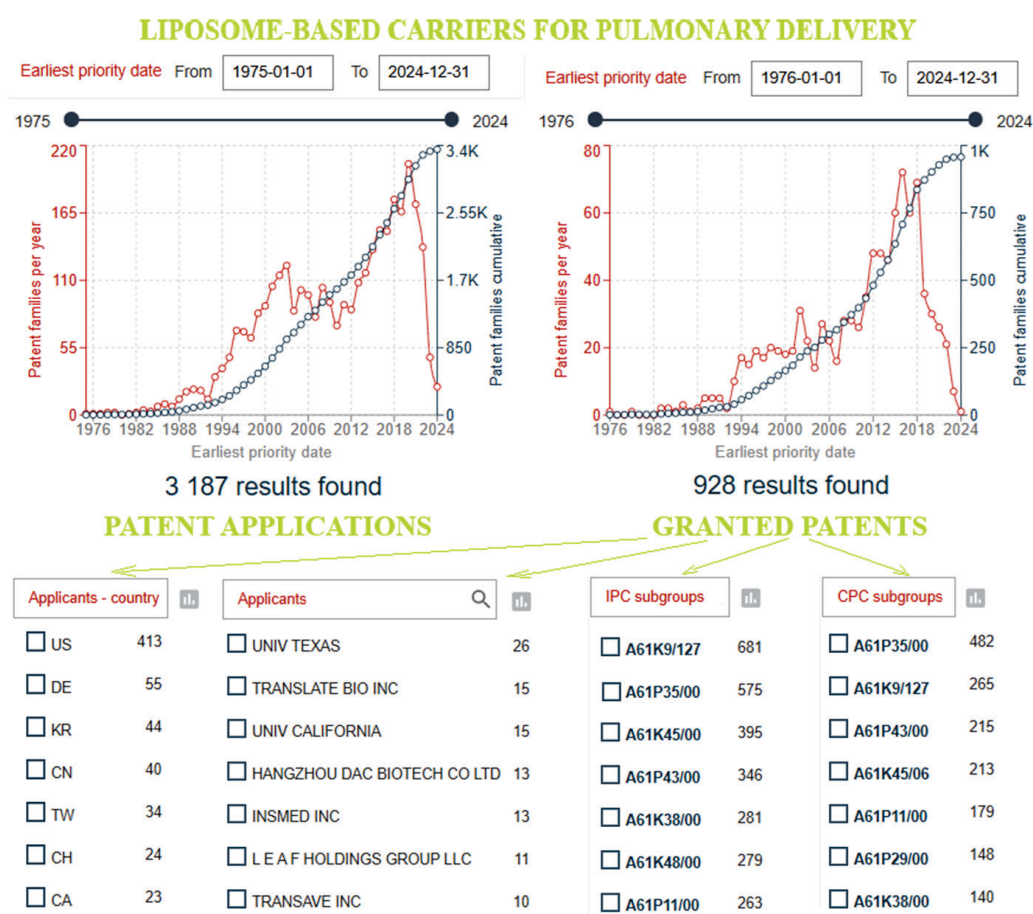 LIPOSOME-BASED CARRIERS FOR PULMONARY DELIVERY
Earliest priority date From 1975-01-01 To 2024-12-31
1975 2024
Patent families per year
220
165
110
55
0
3.4K
2.55K
1.7K
850
0
Patent families cumulative
1976 1982 1988 1994 2000 2006 2012 2018 2024
Earliest priority date
3 187 results found
Earliest priority date From 1976-01-01 To 2024-12-31
1976 2024
Patent families per year
80
60
40
20
0
1K
750
500
250
0
Patent families cumulative
1976 1982 1988 1994 2000 2006 2012 2018 2024
Earliest priority date
928 results found
PATENT APPLICATIONS GRANTED PATENTS
Applicants - country
US 413
DE 55
KR 44
CN 40
TW 34
CH 24
CA 23
Applicants
UNIV TEXAS 26
TRANSLATE BIO INC 15
UNIV CALIFORNIA 15
HANGZHOU DAC BIOTECH CO LTD 13
INSMED INC 13
L E A F HOLDINGS GROUP LLC 11
TRANSAVE INC 10
IPC subgroups
A61K9/127 681
A61P35/00 575
A61K45/00 395
A61P43/00 346
A61K38/00 281
A61K48/00 279
A61P11/00 263
CPC subgroups
A61P35/00 482
A61K9/127 265
A61P43/00 215
A61K45/06 213
A61P11/00 179
A61P29/00 148
A61K38/00 140